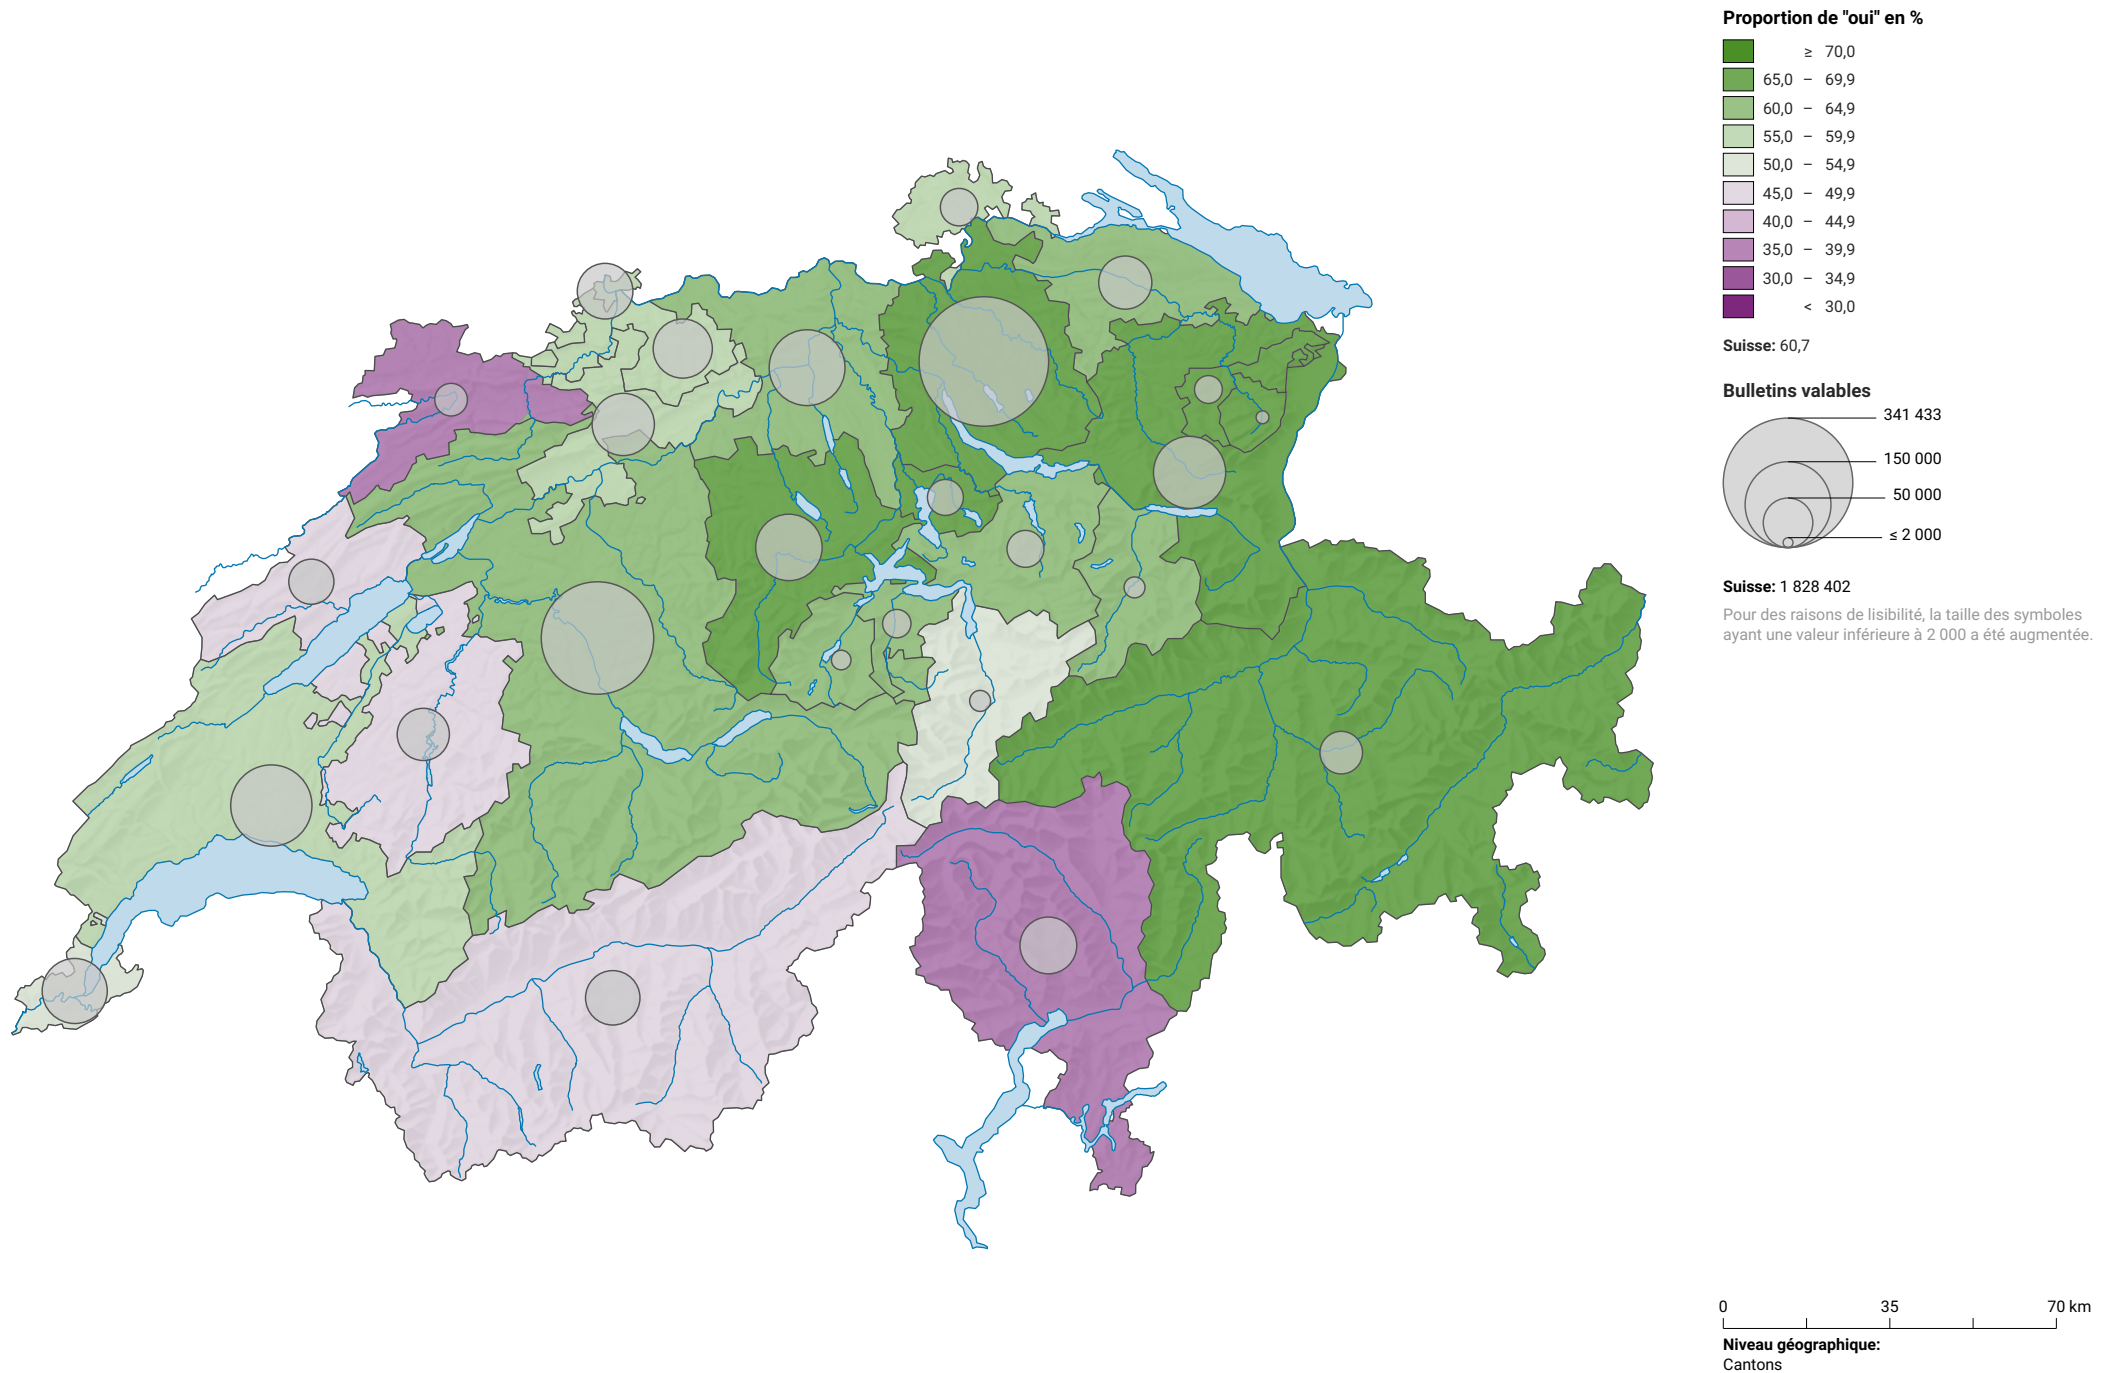 Proportion de "oui" en %
≥ 70,0
65,0 – 69,9
60,0 – 64,9
55,0 – 59,9
50,0 – 54,9
45,0 – 49,9
40,0 – 44,9
35,0 – 39,9
30,0 – 34,9
< 30,0
Suisse: 60,7
Bulletins valables
341 433
150 000
50 000
≤ 2 000
Suisse: 1 828 402
Pour des raisons de lisibilité, la taille des symboles
ayant une valeur inférieure à 2 000 a été augmentée.
0 35 70 km
Niveau géographique:
Cantons